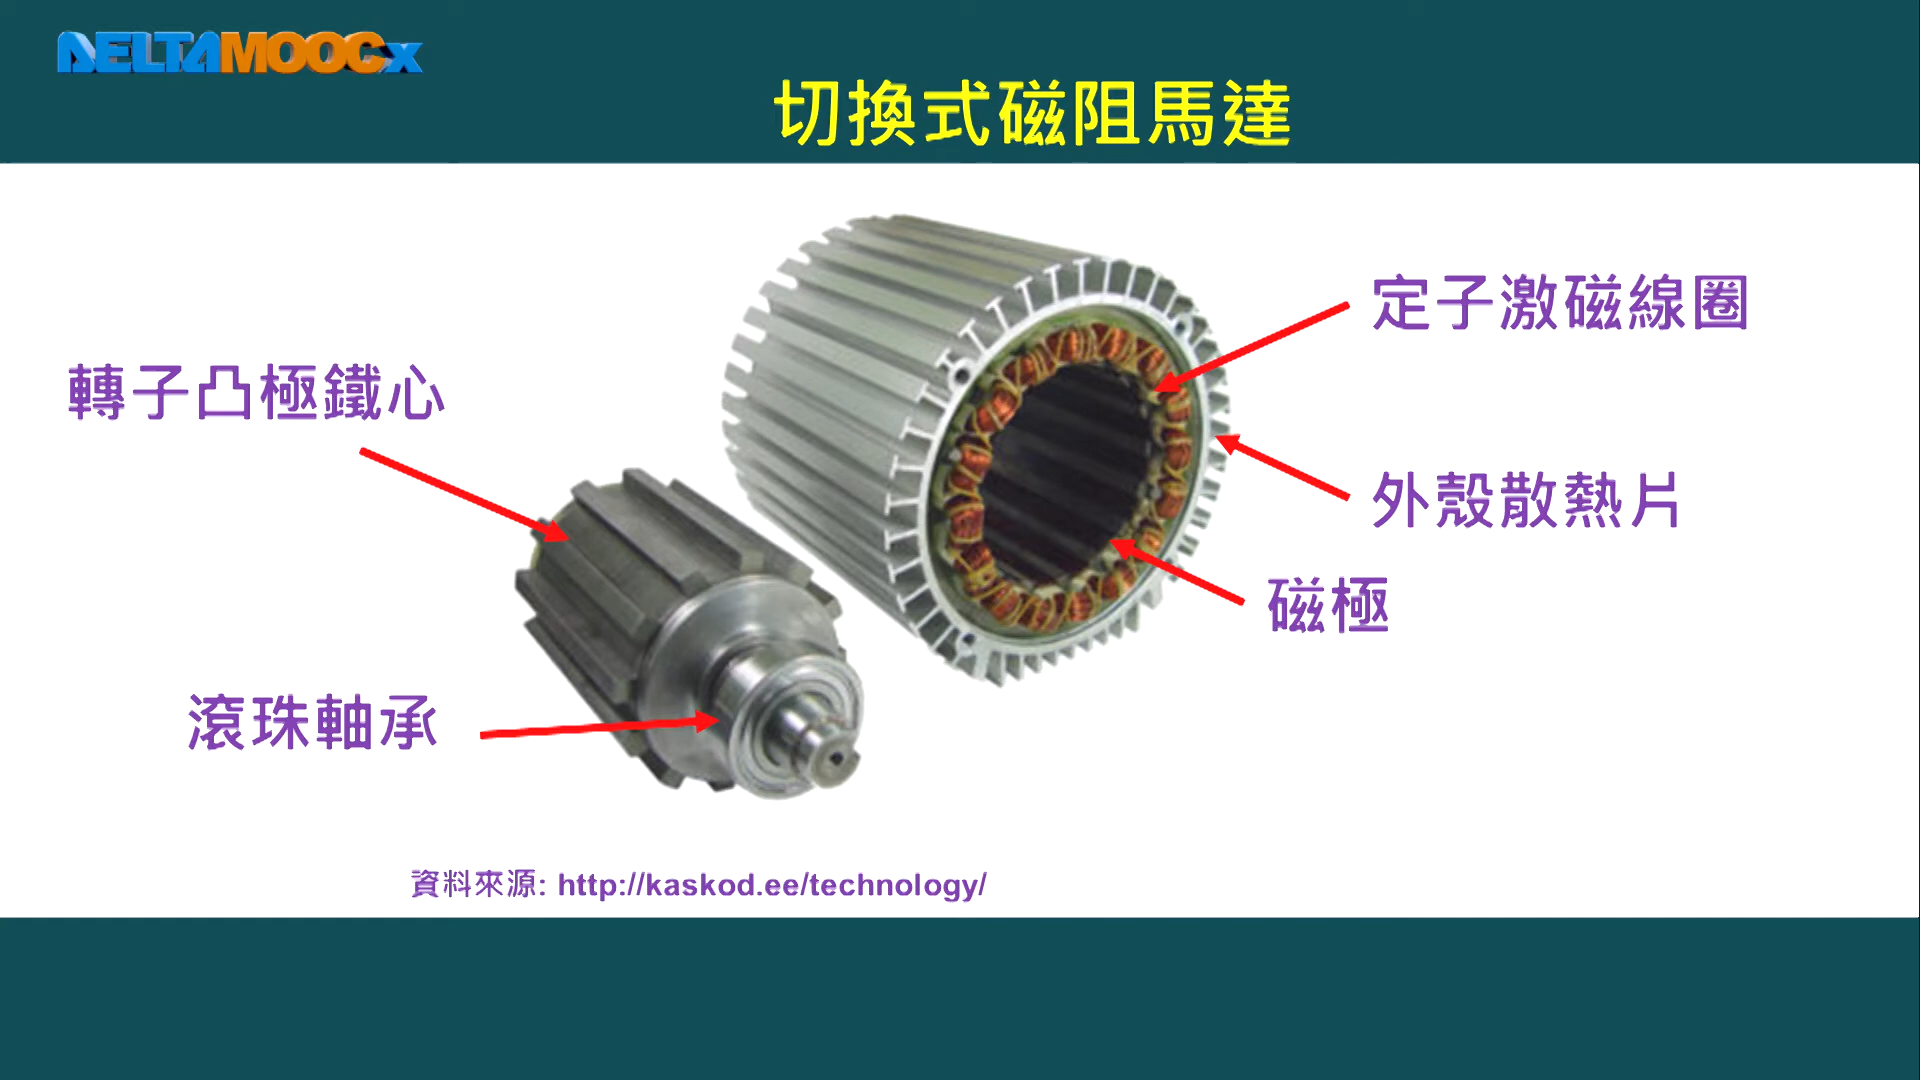 DELTAMOOCx
切換式磁阻馬達
定子激磁線圈
轉子凸極鐵心
外殼散熱片
磁極
滾珠軸承
資料來源: http://kaskod.ee/technology/